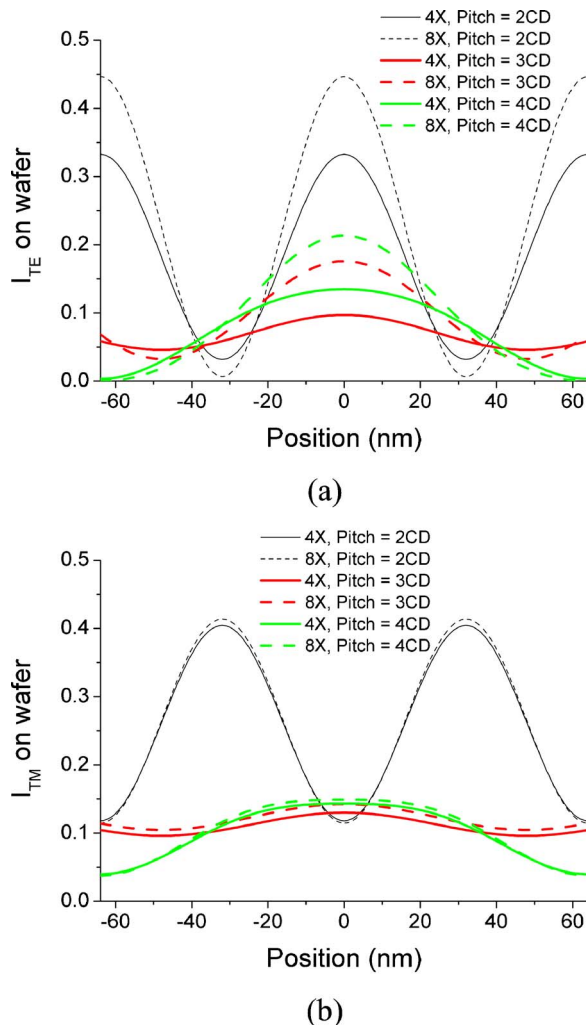 4X, Pitch = 2CD
8X, Pitch = 2CD
4X, Pitch = 3CD
8X, Pitch = 3CD
4X, Pitch = 4CD
8X, Pitch = 4CD
0.5
0.4
0.3
0.2
0.1
0.0
I_TE on wafer
-60 -40 -20 0 20 40 60
Position (nm)
(a)
4X, Pitch = 2CD
8X, Pitch = 2CD
4X, Pitch = 3CD
8X, Pitch = 3CD
4X, Pitch = 4CD
8X, Pitch = 4CD
0.5
0.4
0.3
0.2
0.1
0.0
I_TM on wafer
-60 -40 -20 0 20 40 60
Position (nm)
(b)